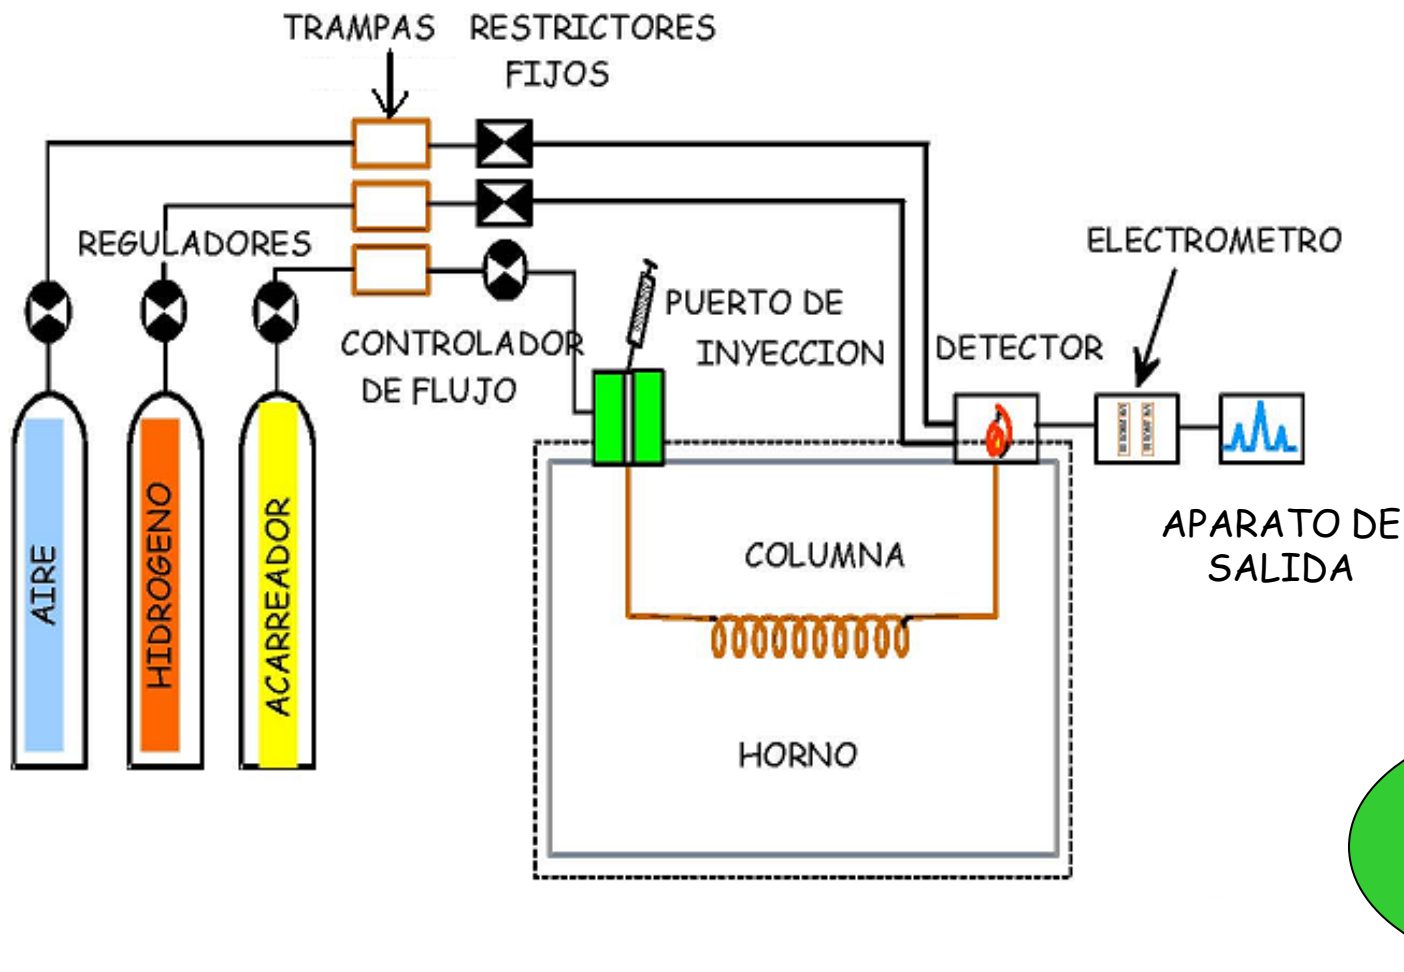 TRAMPAS
RESTRICTORES
FIJOS
REGULADORES
ELECTROMETRO
PUERTO DE
INYECCION
CONTROLADOR
DE FLUJO
DETECTOR
AIRE
HIDROGENO
ACARREADOR
COLUMNA
APARATO DE
SALIDA
HORNO